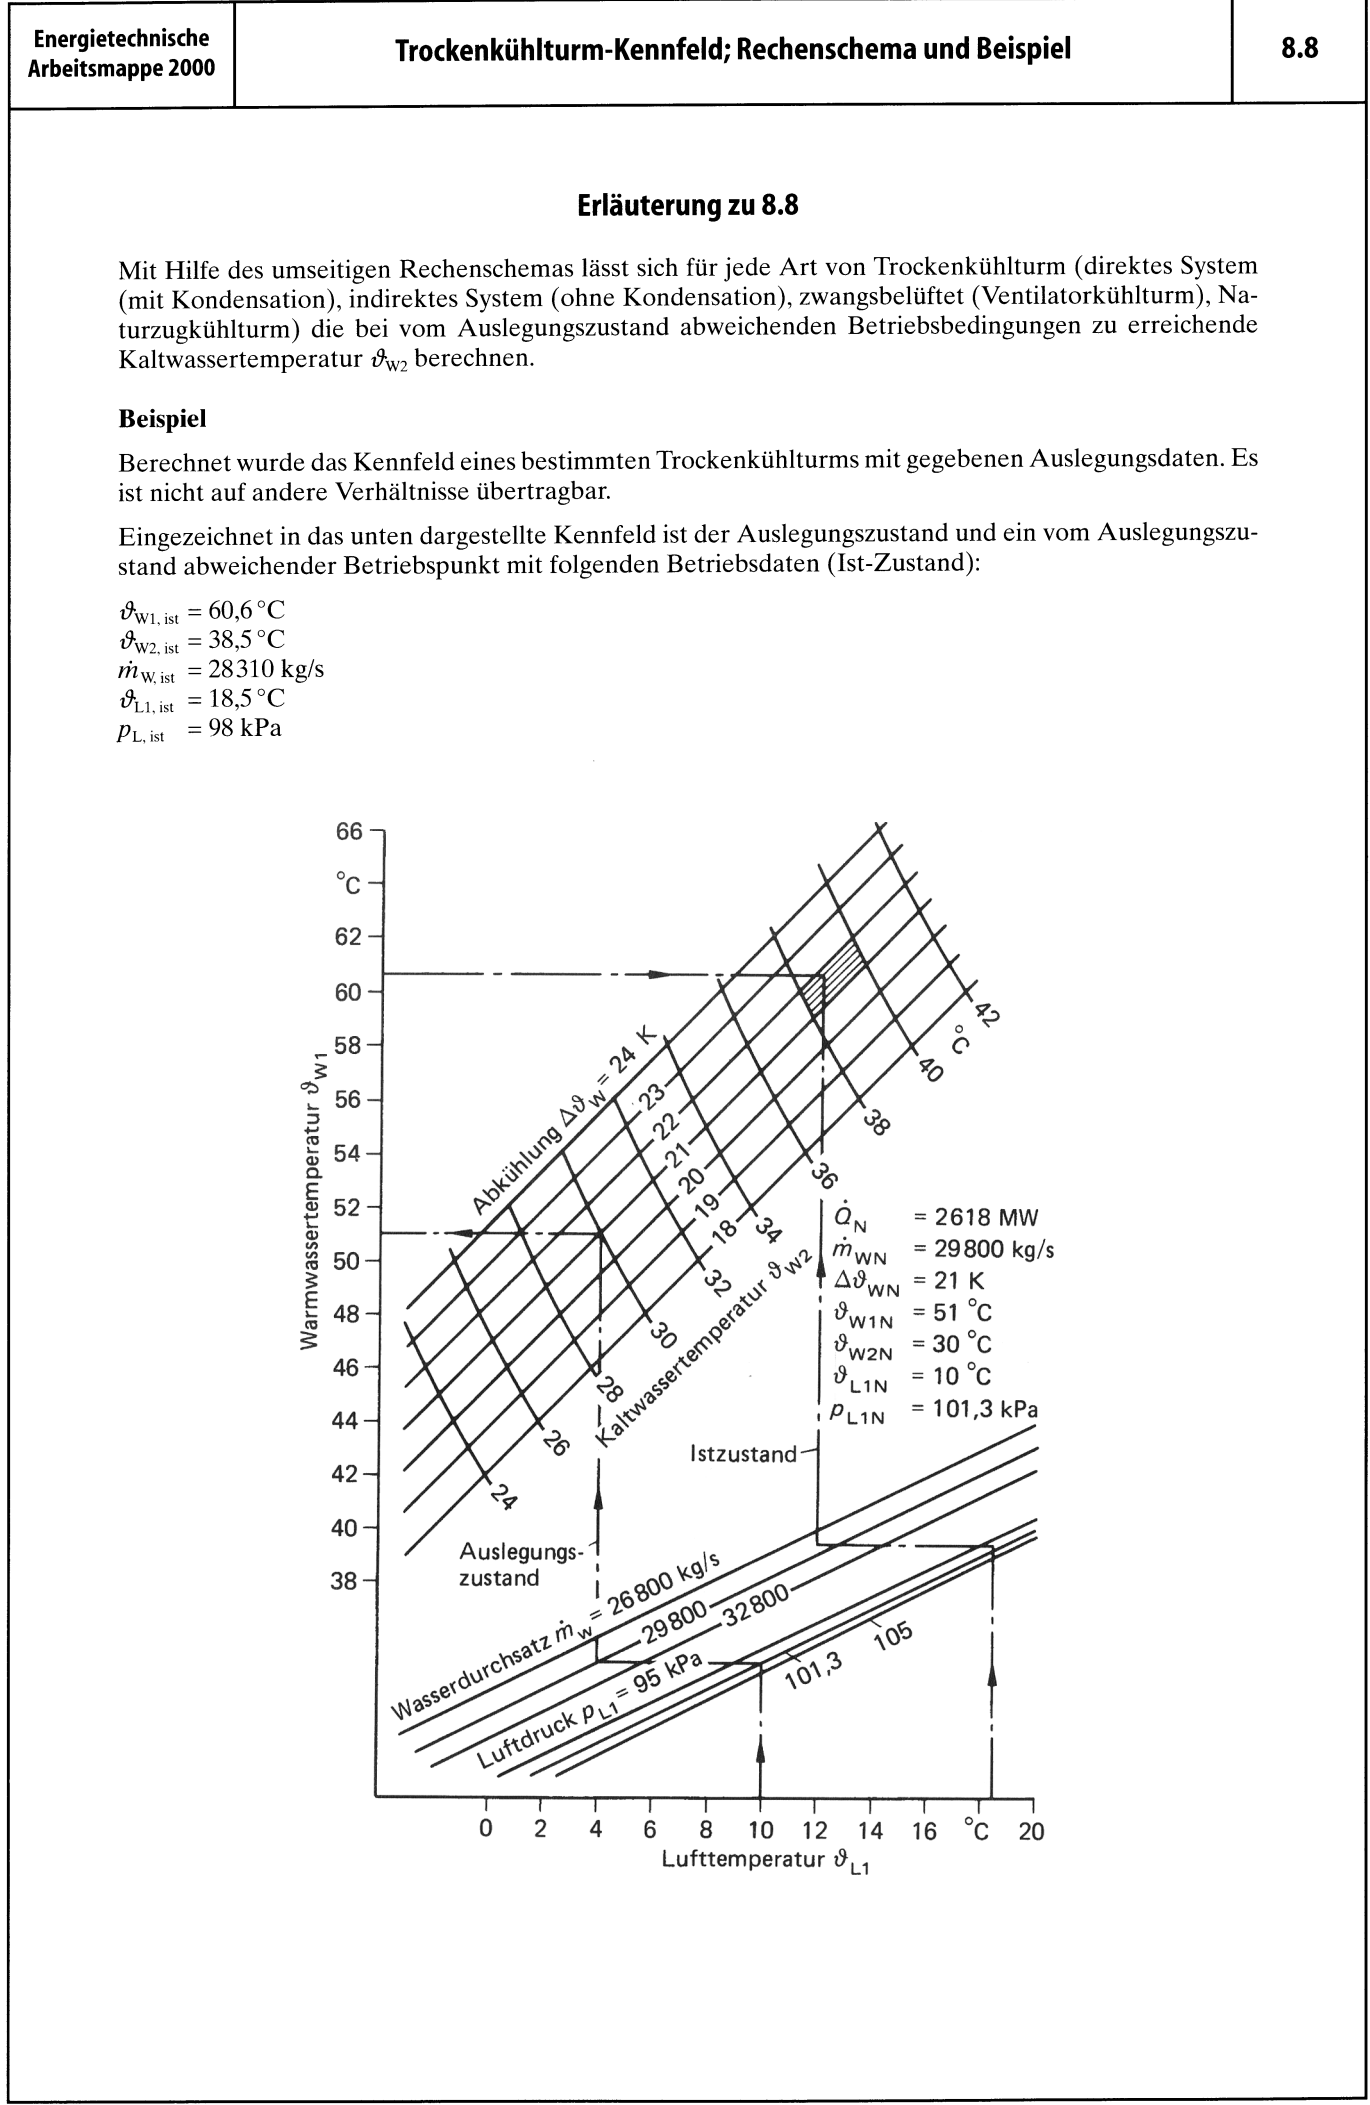 Energietechnische
Arbeitsmappe 2000
Trockenkühlturm-Kennfeld; Rechenschema und Beispiel
8.8
Erläuterung zu 8.8
Mit Hilfe des umseitigen Rechenschemas lässt sich für jede Art von Trockenkühlturm (direktes System
(mit Kondensation), indirektes System (ohne Kondensation), zwangsbelüftet (Ventilatorkühlturm), Na-
turzugkühlturm) die bei vom Auslegungszustand abweichenden Betriebsbedingungen zu erreichende
Kaltwassertemperatur ϑW2 berechnen.
Beispiel
Berechnet wurde das Kennfeld eines bestimmten Trockenkühlturms mit gegebenen Auslegungsdaten. Es
ist nicht auf andere Verhältnisse übertragbar.
Eingezeichnet in das unten dargestellte Kennfeld ist der Auslegungszustand und ein vom Auslegungszu-
stand abweichender Betriebspunkt mit folgenden Betriebsdaten (Ist-Zustand):
ϑW1, ist = 60,6 °C
ϑW2, ist = 38,5 °C
ṁW, ist = 28310 kg/s
ϑL1, ist = 18,5 °C
pL, ist = 98 kPa
66
°C
62
60
58
56
54
52
50
48
46
44
42
40
38
Warmwassertemperatur ϑW1
Abkühlung ΔϑW = 24 K
23
22
21
20
19
18
42
°C
40
38
36
34
32
30
28
26
24
Kaltwassertemperatur ϑW2
Q̇N = 2618 MW
ṁWN = 29800 kg/s
ΔϑWN = 21 K
ϑW1N = 51 °C
ϑW2N = 30 °C
ϑL1N = 10 °C
pL1N = 101,3 kPa
Istzustand
Auslegungs-
zustand
Wasserdurchsatz ṁW = 26800 kg/s
29800
32800
Luftdruck pL1 = 95 kPa
101,3
105
0 2 4 6 8 10 12 14 16 °C 20
Lufttemperatur ϑL1